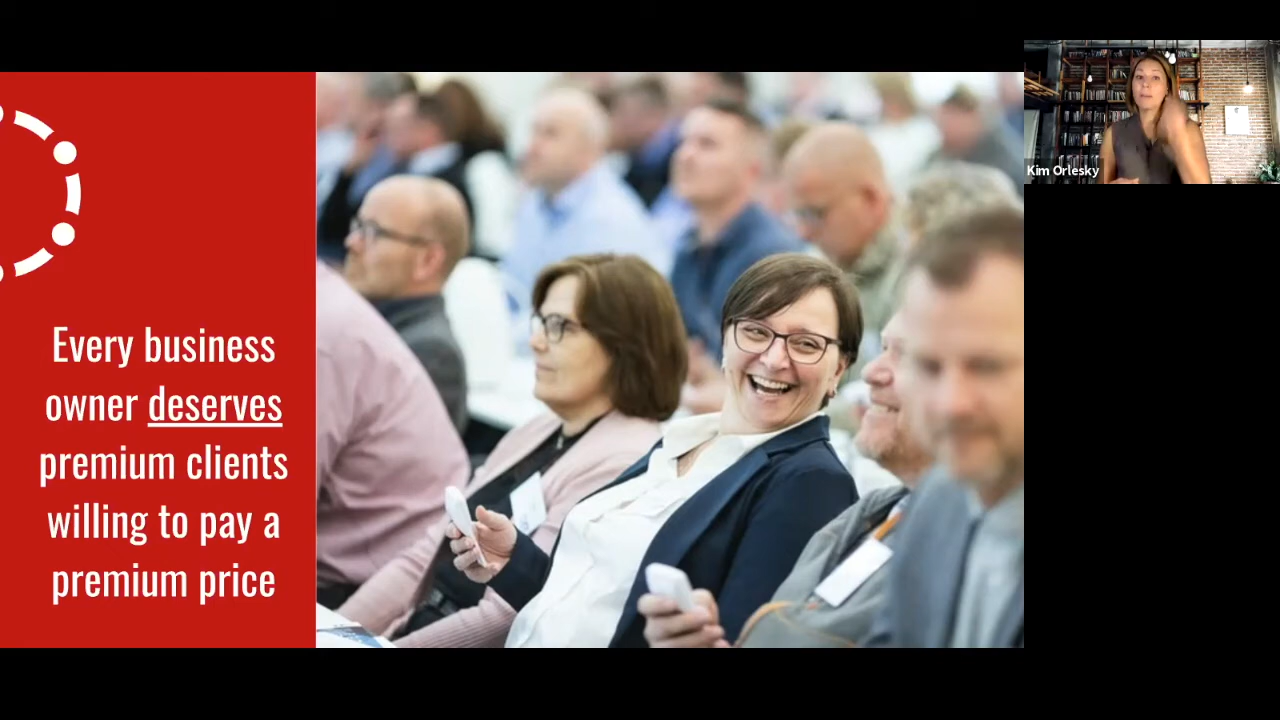 Every business
owner deserves
premium clients
willing to pay a
premium price
Kim Orlesky